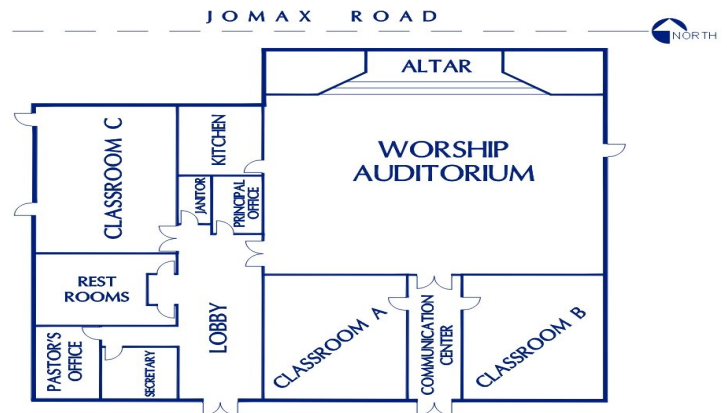 JOMAX ROAD
NORTH
ALTAR
WORSHIP
AUDITORIUM
KITCHEN
CLASSROOM C
JANITOR
PRINCIPAL
OFFICE
REST
ROOMS
LOBBY
PASTOR'S
OFFICE
SECRETARY
CLASSROOM A
COMMUNICATION
CENTER
CLASSROOM B